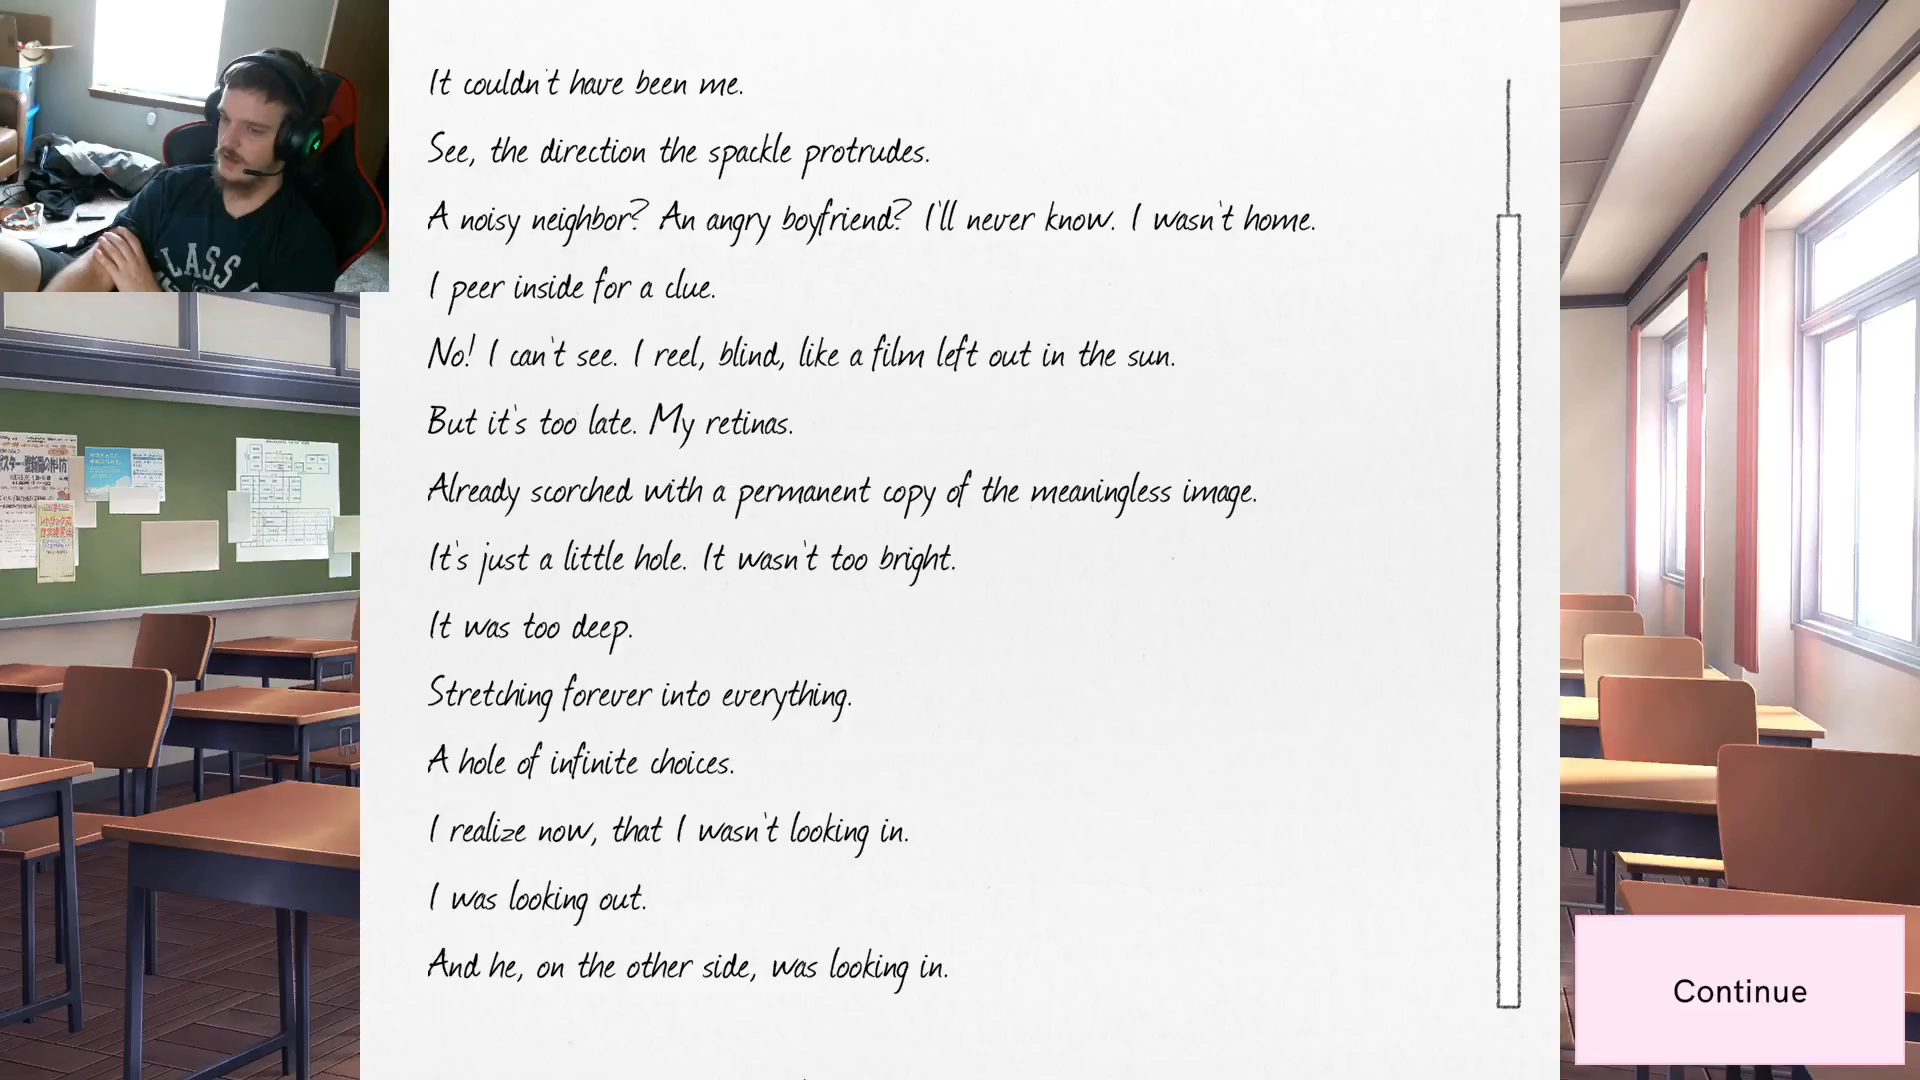 It couldn't have been me.
See, the direction the spackle protrudes.
A noisy neighbor? An angry boyfriend? I'll never know. I wasn't home.
I peer inside for a clue.
No! I can't see. I reel, blind, like a film left out in the sun.
But it's too late. My retinas.
Already scorched with a permanent copy of the meaningless image.
It's just a little hole. It wasn't too bright.
It was too deep.
Stretching forever into everything.
A hole of infinite choices.
I realize now, that I wasn't looking in.
I was looking out.
And he, on the other side, was looking in.
Continue